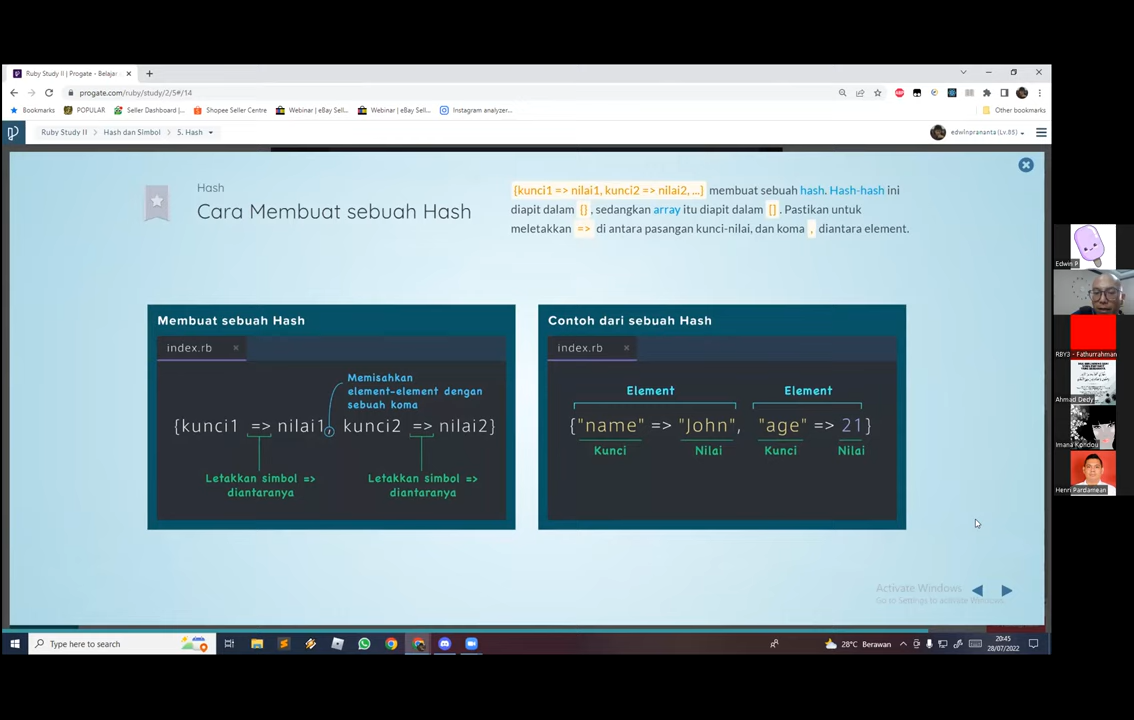 Ruby Study II | Progate - Belajar
progate.com/ruby/study/2/5#/14
Bookmarks POPULAR Seller Dashboard |... Shopee Seller Centre Webinar | eBay Sell... Webinar | eBay Sell... Instagram analyzer... Other bookmarks
Ruby Study II > Hash dan Simbol > 5. Hash
edwinprananta (Lv.85)
Hash
Cara Membuat sebuah Hash
{kunci1 => nilai1, kunci2 => nilai2, ...} membuat sebuah hash. Hash-hash ini
diapit dalam {}, sedangkan array itu diapit dalam []. Pastikan untuk
meletakkan => di antara pasangan kunci-nilai, dan koma , diantara element.
Membuat sebuah Hash
index.rb
Memisahkan
element-element dengan
sebuah koma
{kunci1 => nilai1, kunci2 => nilai2}
Letakkan simbol => Letakkan simbol =>
diantaranya diantaranya
Contoh dari sebuah Hash
index.rb
Element Element
{"name" => "John", "age" => 21}
Kunci Nilai Kunci Nilai
Activate Windows
Go to Settings to activate Windows.
Type here to search
28°C Berawan
20:45
28/07/2022
Edwin P
RBY3 - Fathurrahman
Ahmad Dedy
Imana Kondou
Henri Pardamean